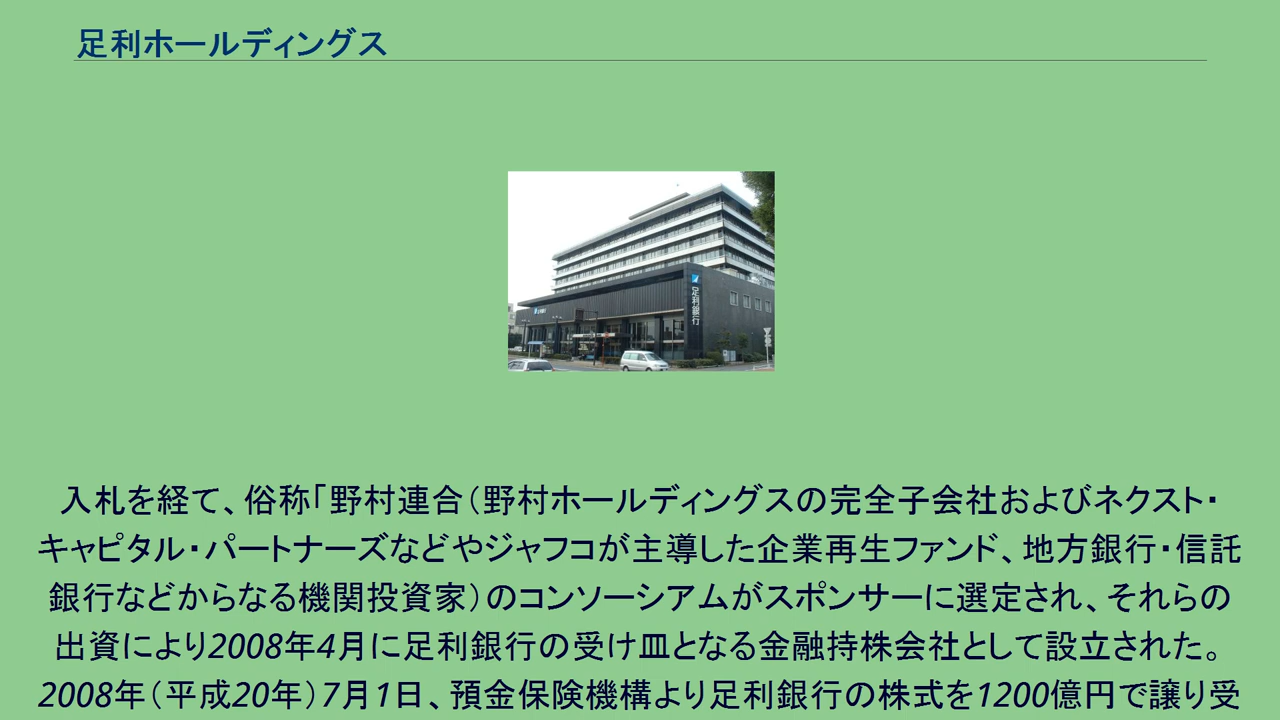 足利ホールディングス
足利銀行
入札を経て、俗称「野村連合（野村ホールディングスの完全子会社およびネクスト・
キャピタル・パートナーズなどやジャフコが主導した企業再生ファンド、地方銀行・信託
銀行などからなる機関投資家）のコンソーシアムがスポンサーに選定され、それらの
出資により2008年4月に足利銀行の受け皿となる金融持株会社として設立された。
2008年（平成20年）7月1日、預金保険機構より足利銀行の株式を1200億円で譲り受